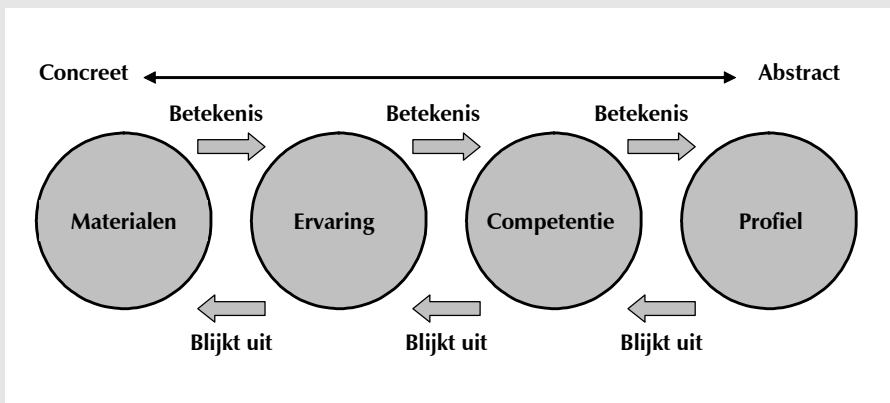 Concreet
Abstract
Betekenis
Betekenis
Betekenis
Materialen
Ervaring
Competentie
Profiel
Blijkt uit
Blijkt uit
Blijkt uit